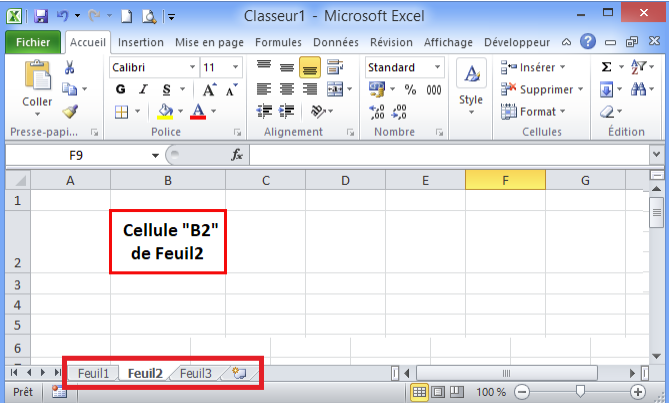 Classeur1 - Microsoft Excel
Fichier Accueil Insertion Mise en page Formules Données Révision Affichage Développeur
Coller
Calibri 11
G I S A A
A
Standard
% 000
Style
Insérer
Supprimer
Format
Σ
Presse-papi... Police Alignement Nombre Cellules Édition
F9 fx
A B C D E F G
1
Cellule "B2"
de Feuil2
2
3
4
5
6
Feuil1 Feuil2 Feuil3
Prêt 100 %